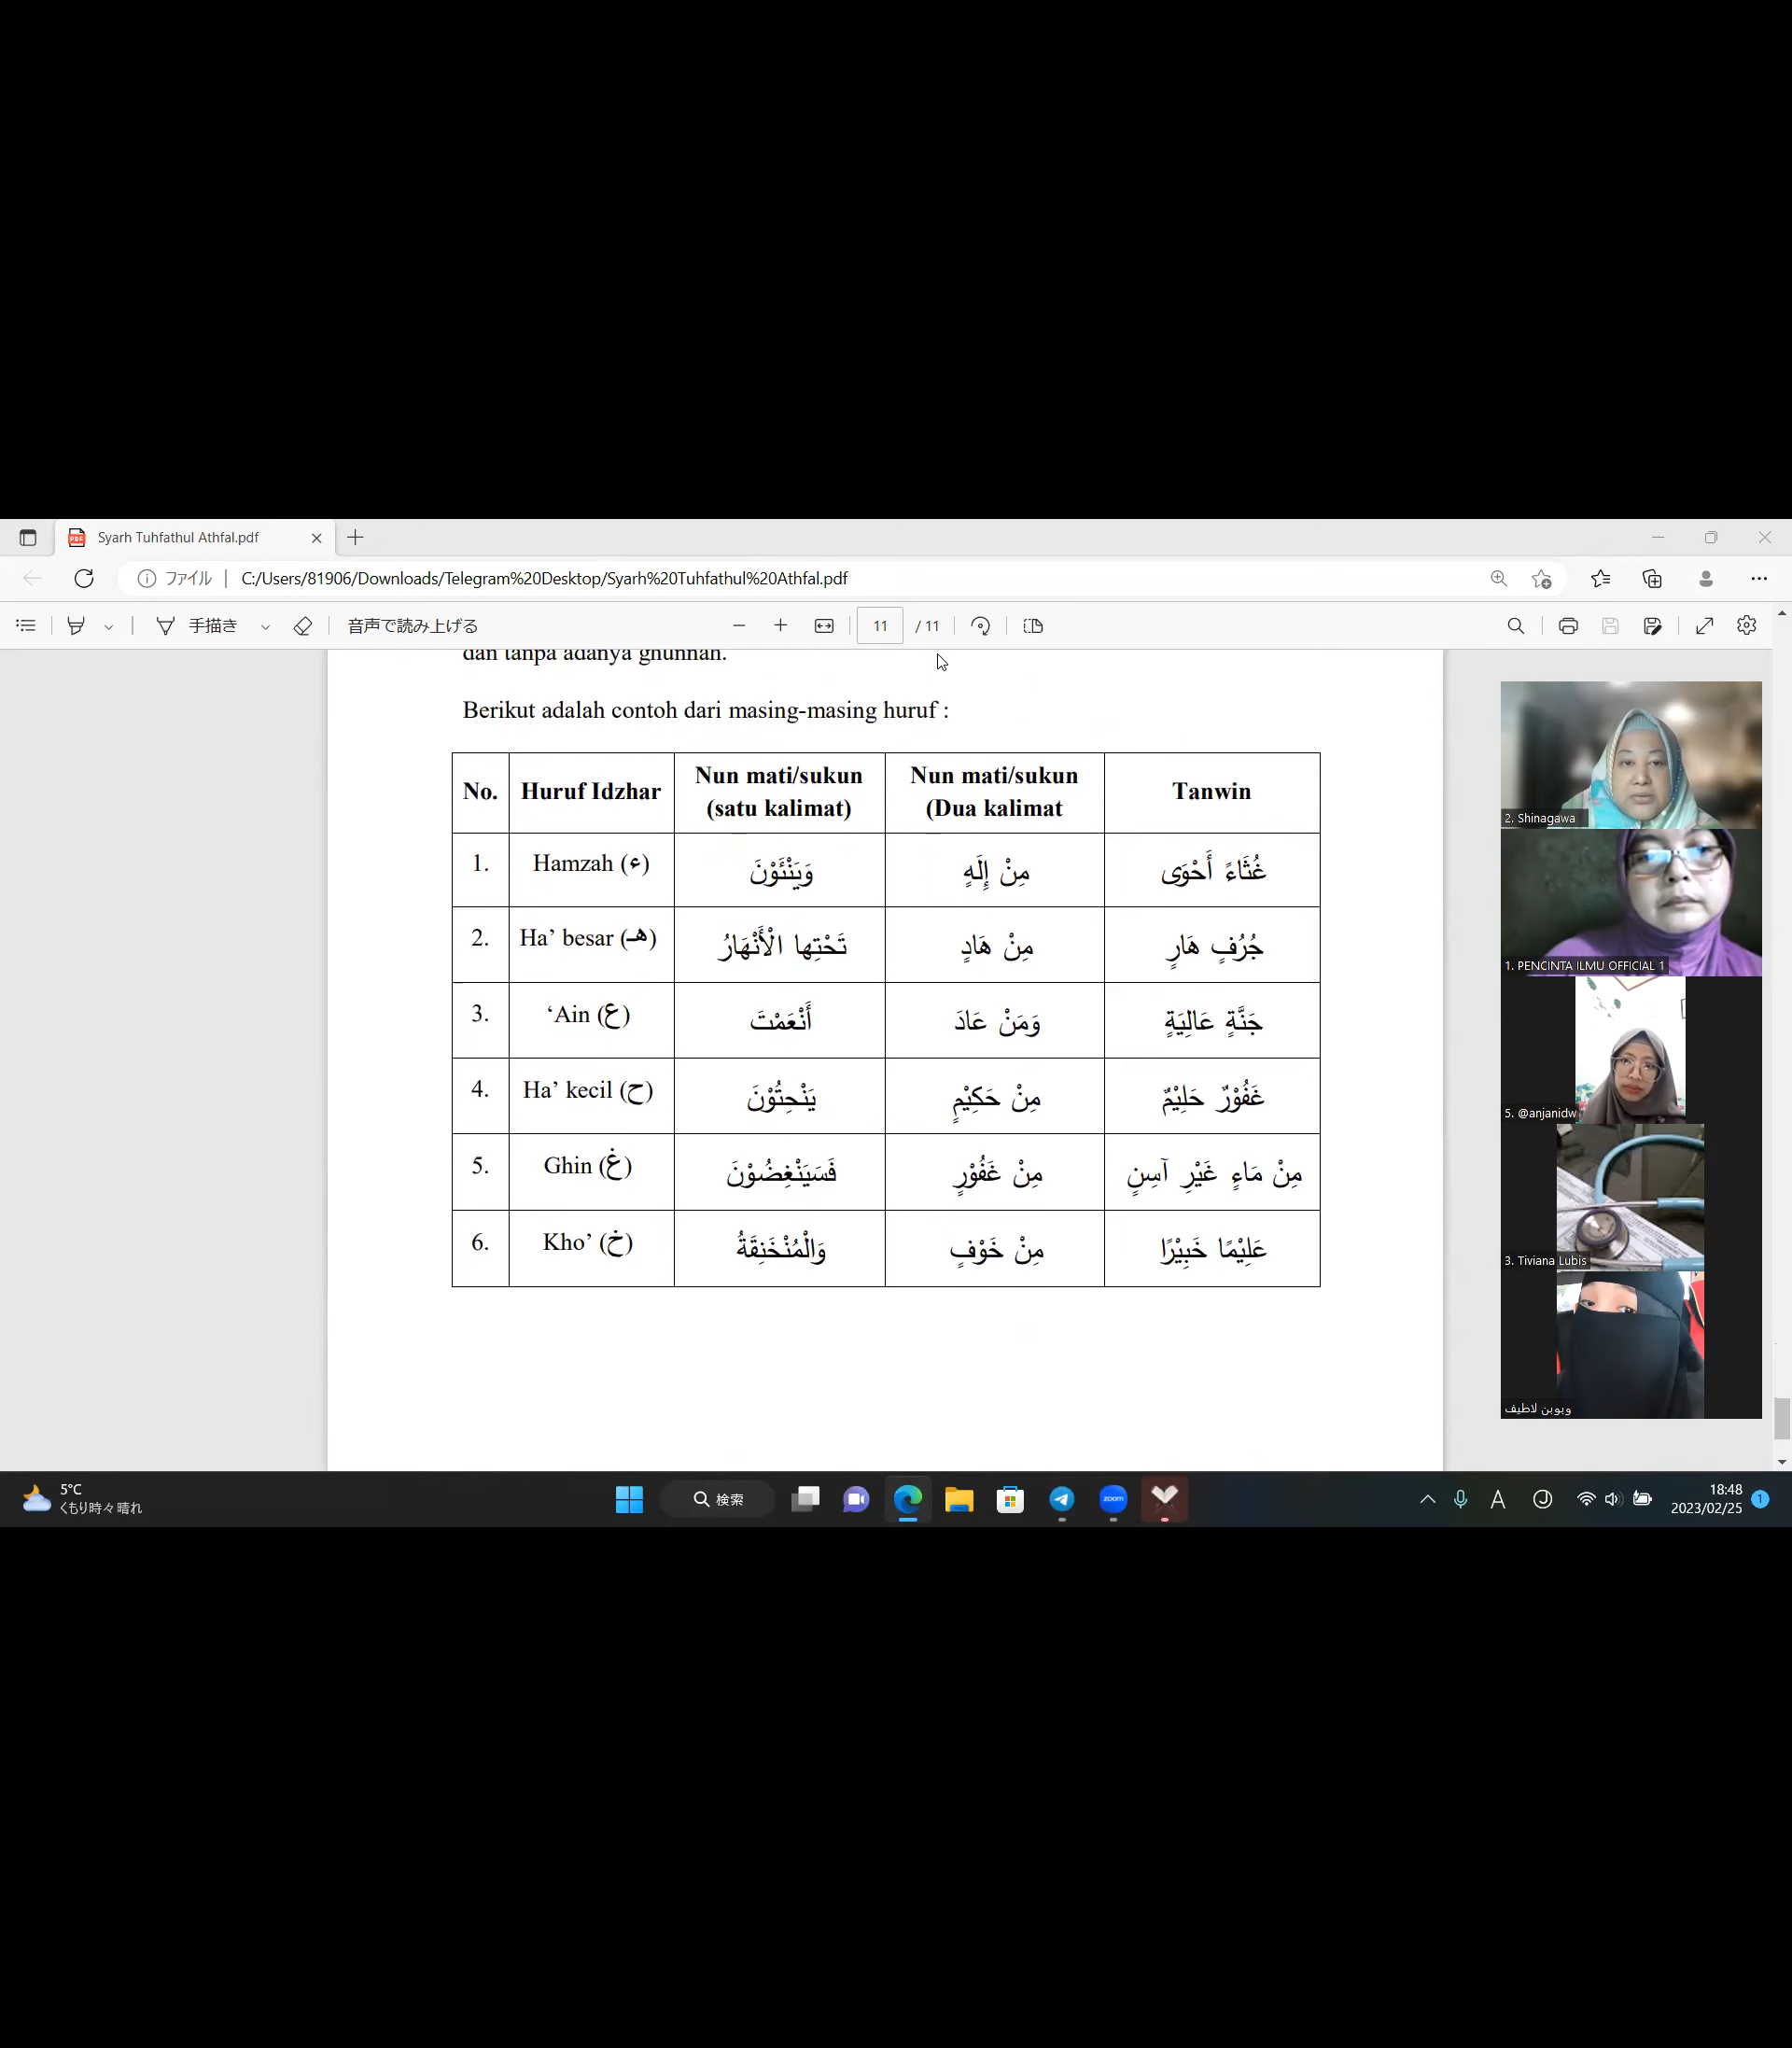 Syarh Tuhfathul Athfal.pdf
ファイル | C:/Users/81906/Downloads/Telegram%20Desktop/Syarh%20Tuhfathul%20Athfal.pdf
手描き 音声で読み上げる 11 / 11
dan tanpa adanya ghunnah.
Berikut adalah contoh dari masing-masing huruf :
No. Huruf Idzhar Nun mati/sukun (satu kalimat) Nun mati/sukun (Dua kalimat Tanwin
1. Hamzah (ء) وَيَنْئَوْنَ مِنْ إِلَهٍ غُثَاءً أَحْوَى
2. Ha’ besar (هـ) تَحْتِها الْأَنْهَارُ مِنْ هَادٍ جُرُفٍ هَارٍ
3. ‘Ain (ع) أَنْعَمْتَ وَمَنْ عَادَ جَنَّةٍ عَالِيَةٍ
4. Ha’ kecil (ح) يَنْحِتُوْنَ مِنْ حَكِيْمٍ غَفُوْرٌ حَلِيْمٌ
5. Ghin (غ) فَسَيَنْغِضُوْنَ مِنْ غَفُوْرٍ مِنْ مَاءٍ غَيْرِ آسِنٍ
6. Kho’ (خ) وَالْمُنْخَنِقَةُ مِنْ خَوْفٍ عَلِيْمًا خَبِيْرًا
2. Shinagawa
1. PENCINTA ILMU OFFICIAL 1
5. @anjanidw
3. Tiviana Lubis
وبوبن لاطيف
5°C
くもり時々晴れ
検索
zoom
A
J
18:48
2023/02/25
1